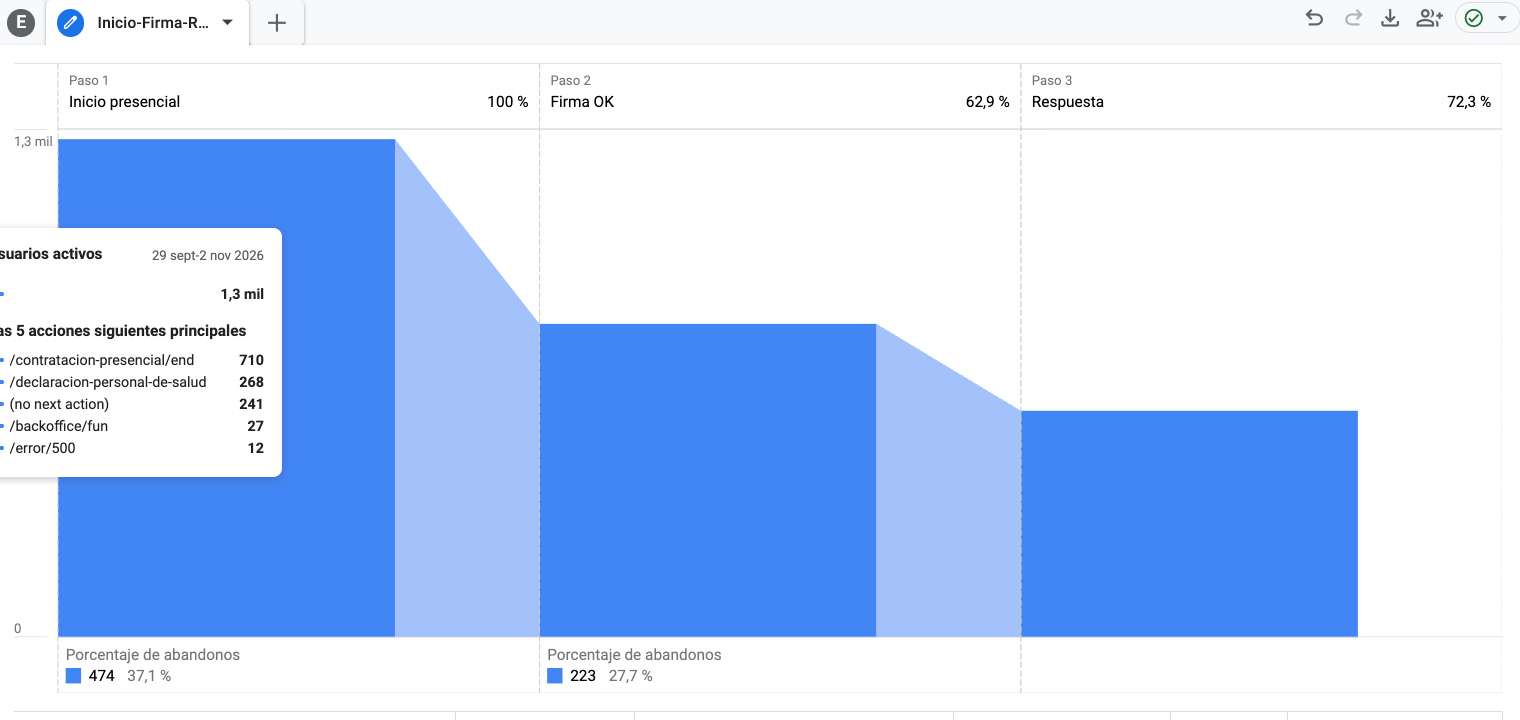 E
Inicio-Firma-R...
Paso 1
Inicio presencial 100 %
Paso 2
Firma OK 62,9 %
Paso 3
Respuesta 72,3 %
1,3 mil
suarios activos 29 sept-2 nov 2026
1,3 mil
as 5 acciones siguientes principales
/contratacion-presencial/end 710
/declaracion-personal-de-salud 268
(no next action) 241
/backoffice/fun 27
/error/500 12
0
Porcentaje de abandonos
474 37,1 %
Porcentaje de abandonos
223 27,7 %